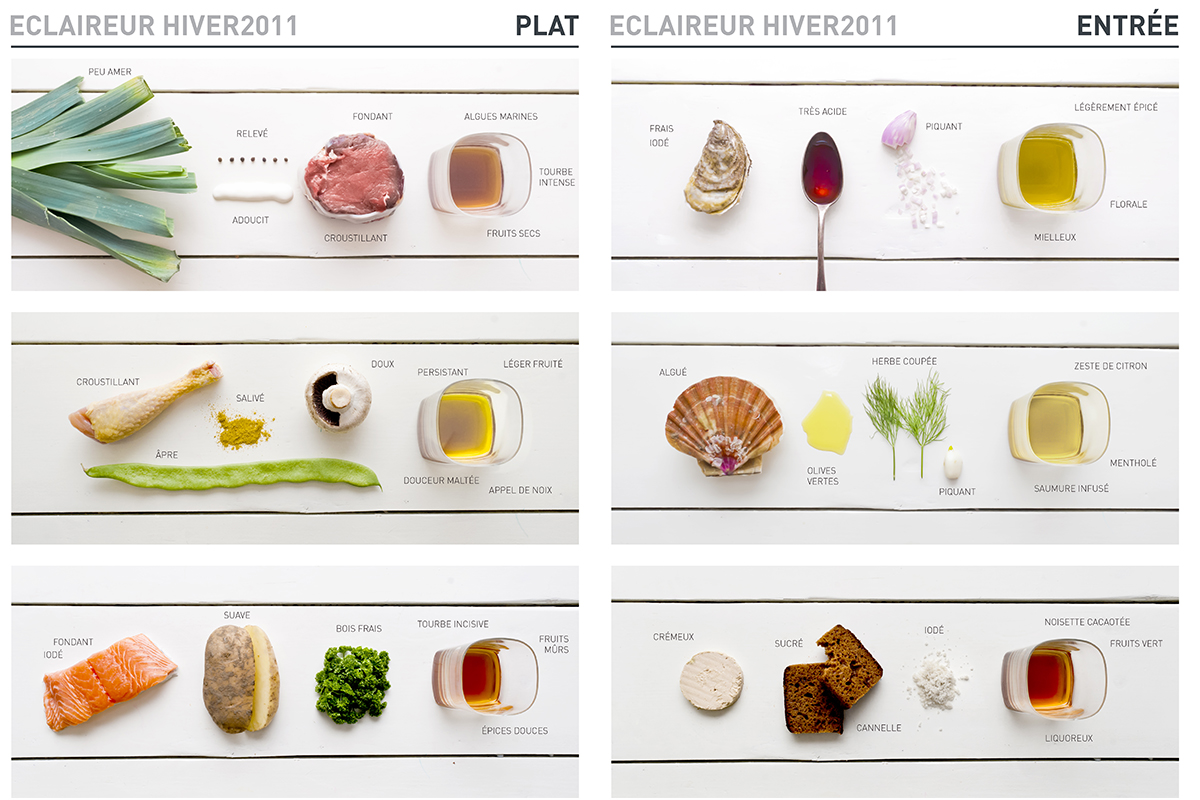 ECLAIREUR HIVER2011
PLAT
PEU AMER
RELEVÉ
ADOUCIT
FONDANT
CROUSTILLANT
ALGUES MARINES
TOURBE
INTENSE
FRUITS SECS
CROUSTILLANT
SALIVÉ
ÂPRE
DOUX
PERSISTANT
LÉGER FRUITÉ
DOUCEUR MALTÉE
APPEL DE NOIX
FONDANT
IODÉ
SUAVE
BOIS FRAIS
TOURBE INCISIVE
FRUITS
MÛRS
ÉPICES DOUCES
ECLAIREUR HIVER2011
ENTRÉE
FRAIS
IODÉ
TRÈS ACIDE
PIQUANT
LÉGÈREMENT ÉPICÉ
FLORALE
MIELLEUX
ALGUÉ
OLIVES
VERTES
HERBE COUPÉE
PIQUANT
ZESTE DE CITRON
MENTHOLÉ
SAUMURE INFUSÉ
CRÉMEUX
SUCRÉ
CANNELLE
IODÉ
NOISETTE CACAOTÉE
FRUITS VERT
LIQUOREUX